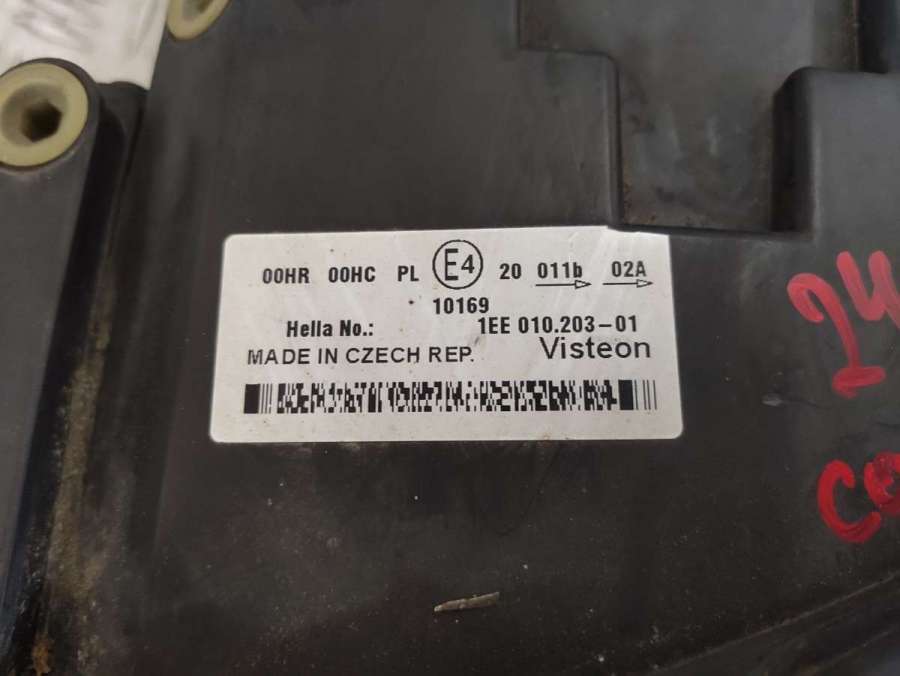 00HR 00HC PL E4 20 011b 02A
10169
Hella No.: 1EE 010.203-01
MADE IN CZECH REP. Visteon
24